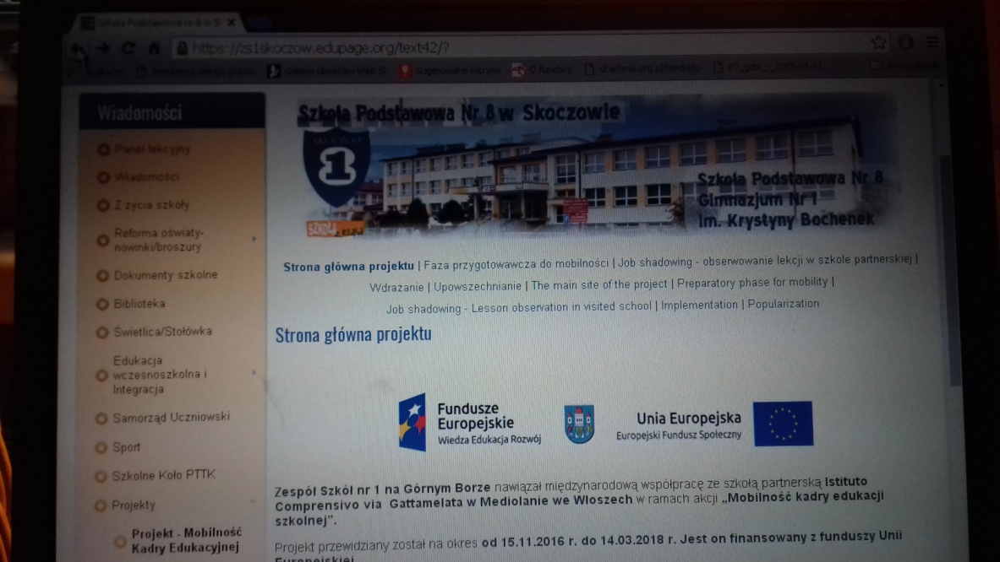 Szkoła Podstawowa nr 8 w S
https://zs1skoczow.edupage.org/text42/?
Galeria obiektów Web Sl
Sugerowane witryny
O Fundacji
drachma.org.pl/media/p
Wiadomości
Panel lekcyjny
Wiadomości
Z życia szkoły
Reforma oświaty-
nowinki/broszury
Dokumenty szkolne
Biblioteka
Świetlica/Stołówka
Edukacja
wczesnoszkolna i
Integracja
Samorząd Uczniowski
Sport
Szkolne Koło PTTK
Projekty
Projekt - Mobilność
Kadry Edukacyjnej
Szkoła Podstawowa Nr 8 w Skoczowie
SKOCZÓW
1
SZKOŁA z klasą
Szkoła Podstawowa Nr 8
Gimnazjum Nr 1
im. Krystyny Bochenek
Strona główna projektu | Faza przygotowawcza do mobilności | Job shadowing - obserwowanie lekcji w szkole partnerskiej |
Wdrażanie | Upowszechnianie | The main site of the project | Preparatory phase for mobility |
Job shadowing - Lesson observation in visited school | Implementation | Popularization
Strona główna projektu
Fundusze
Europejskie
Wiedza Edukacja Rozwój
Unia Europejska
Europejski Fundusz Społeczny
Zespół Szkół nr 1 na Górnym Borze nawiązał międzynarodową współpracę ze szkołą partnerską Istituto
Comprensivo via Gattamelata w Mediolanie we Włoszech w ramach akcji „Mobilność kadry edukacji
szkolnej”.
Projekt przewidziany został na okres od 15.11.2016 r. do 14.03.2018 r. Jest on finansowany z funduszy Unii
Europejskiej